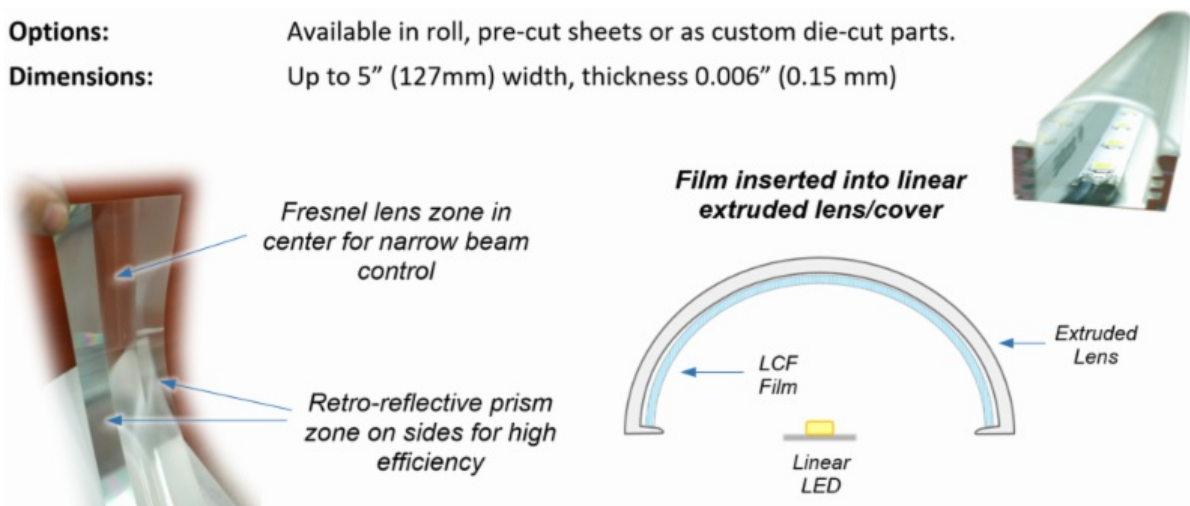 Options: Available in roll, pre-cut sheets or as custom die-cut parts.
Dimensions: Up to 5” (127mm) width, thickness 0.006” (0.15 mm)
Fresnel lens zone in
center for narrow beam
control
Retro-reflective prism
zone on sides for high
efficiency
Film inserted into linear
extruded lens/cover
Extruded
Lens
LCF
Film
Linear
LED